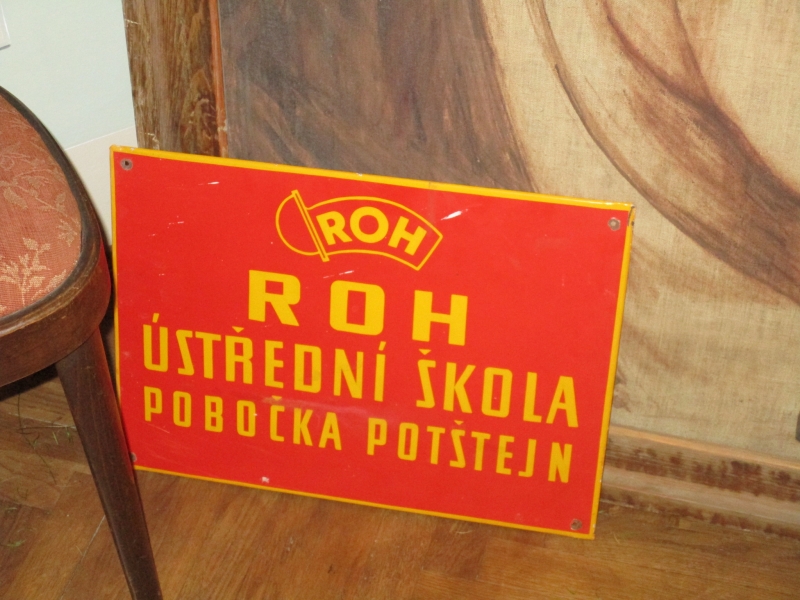 ROH
ROH
ÚSTŘEDNÍ ŠKOLA
POBOČKA POTŠTEJN